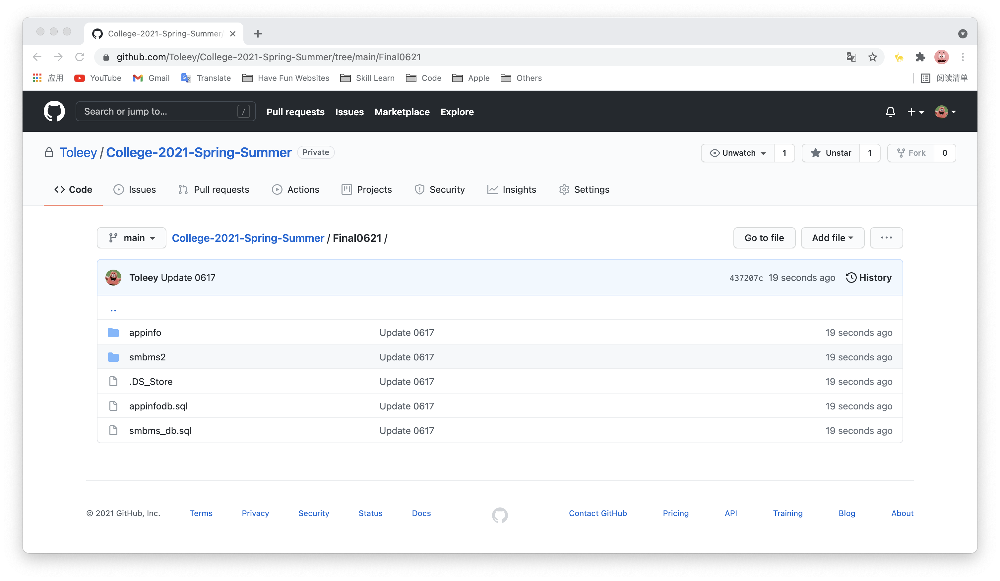 College-2021-Spring-Summer/
github.com/Toleey/College-2021-Spring-Summer/tree/main/Final0621
应用 YouTube Gmail Translate Have Fun Websites Skill Learn Code Apple Others 阅读清单
Search or jump to... / Pull requests Issues Marketplace Explore
Toleey / College-2021-Spring-Summer Private Unwatch 1 Unstar 1 Fork 0
Code Issues Pull requests Actions Projects Security Insights Settings
main College-2021-Spring-Summer / Final0621 / Go to file Add file ...
Toleey Update 0617 437207c 19 seconds ago History
..
appinfo Update 0617 19 seconds ago
smbms2 Update 0617 19 seconds ago
.DS_Store Update 0617 19 seconds ago
appinfodb.sql Update 0617 19 seconds ago
smbms_db.sql Update 0617 19 seconds ago
© 2021 GitHub, Inc. Terms Privacy Security Status Docs Contact GitHub Pricing API Training Blog About